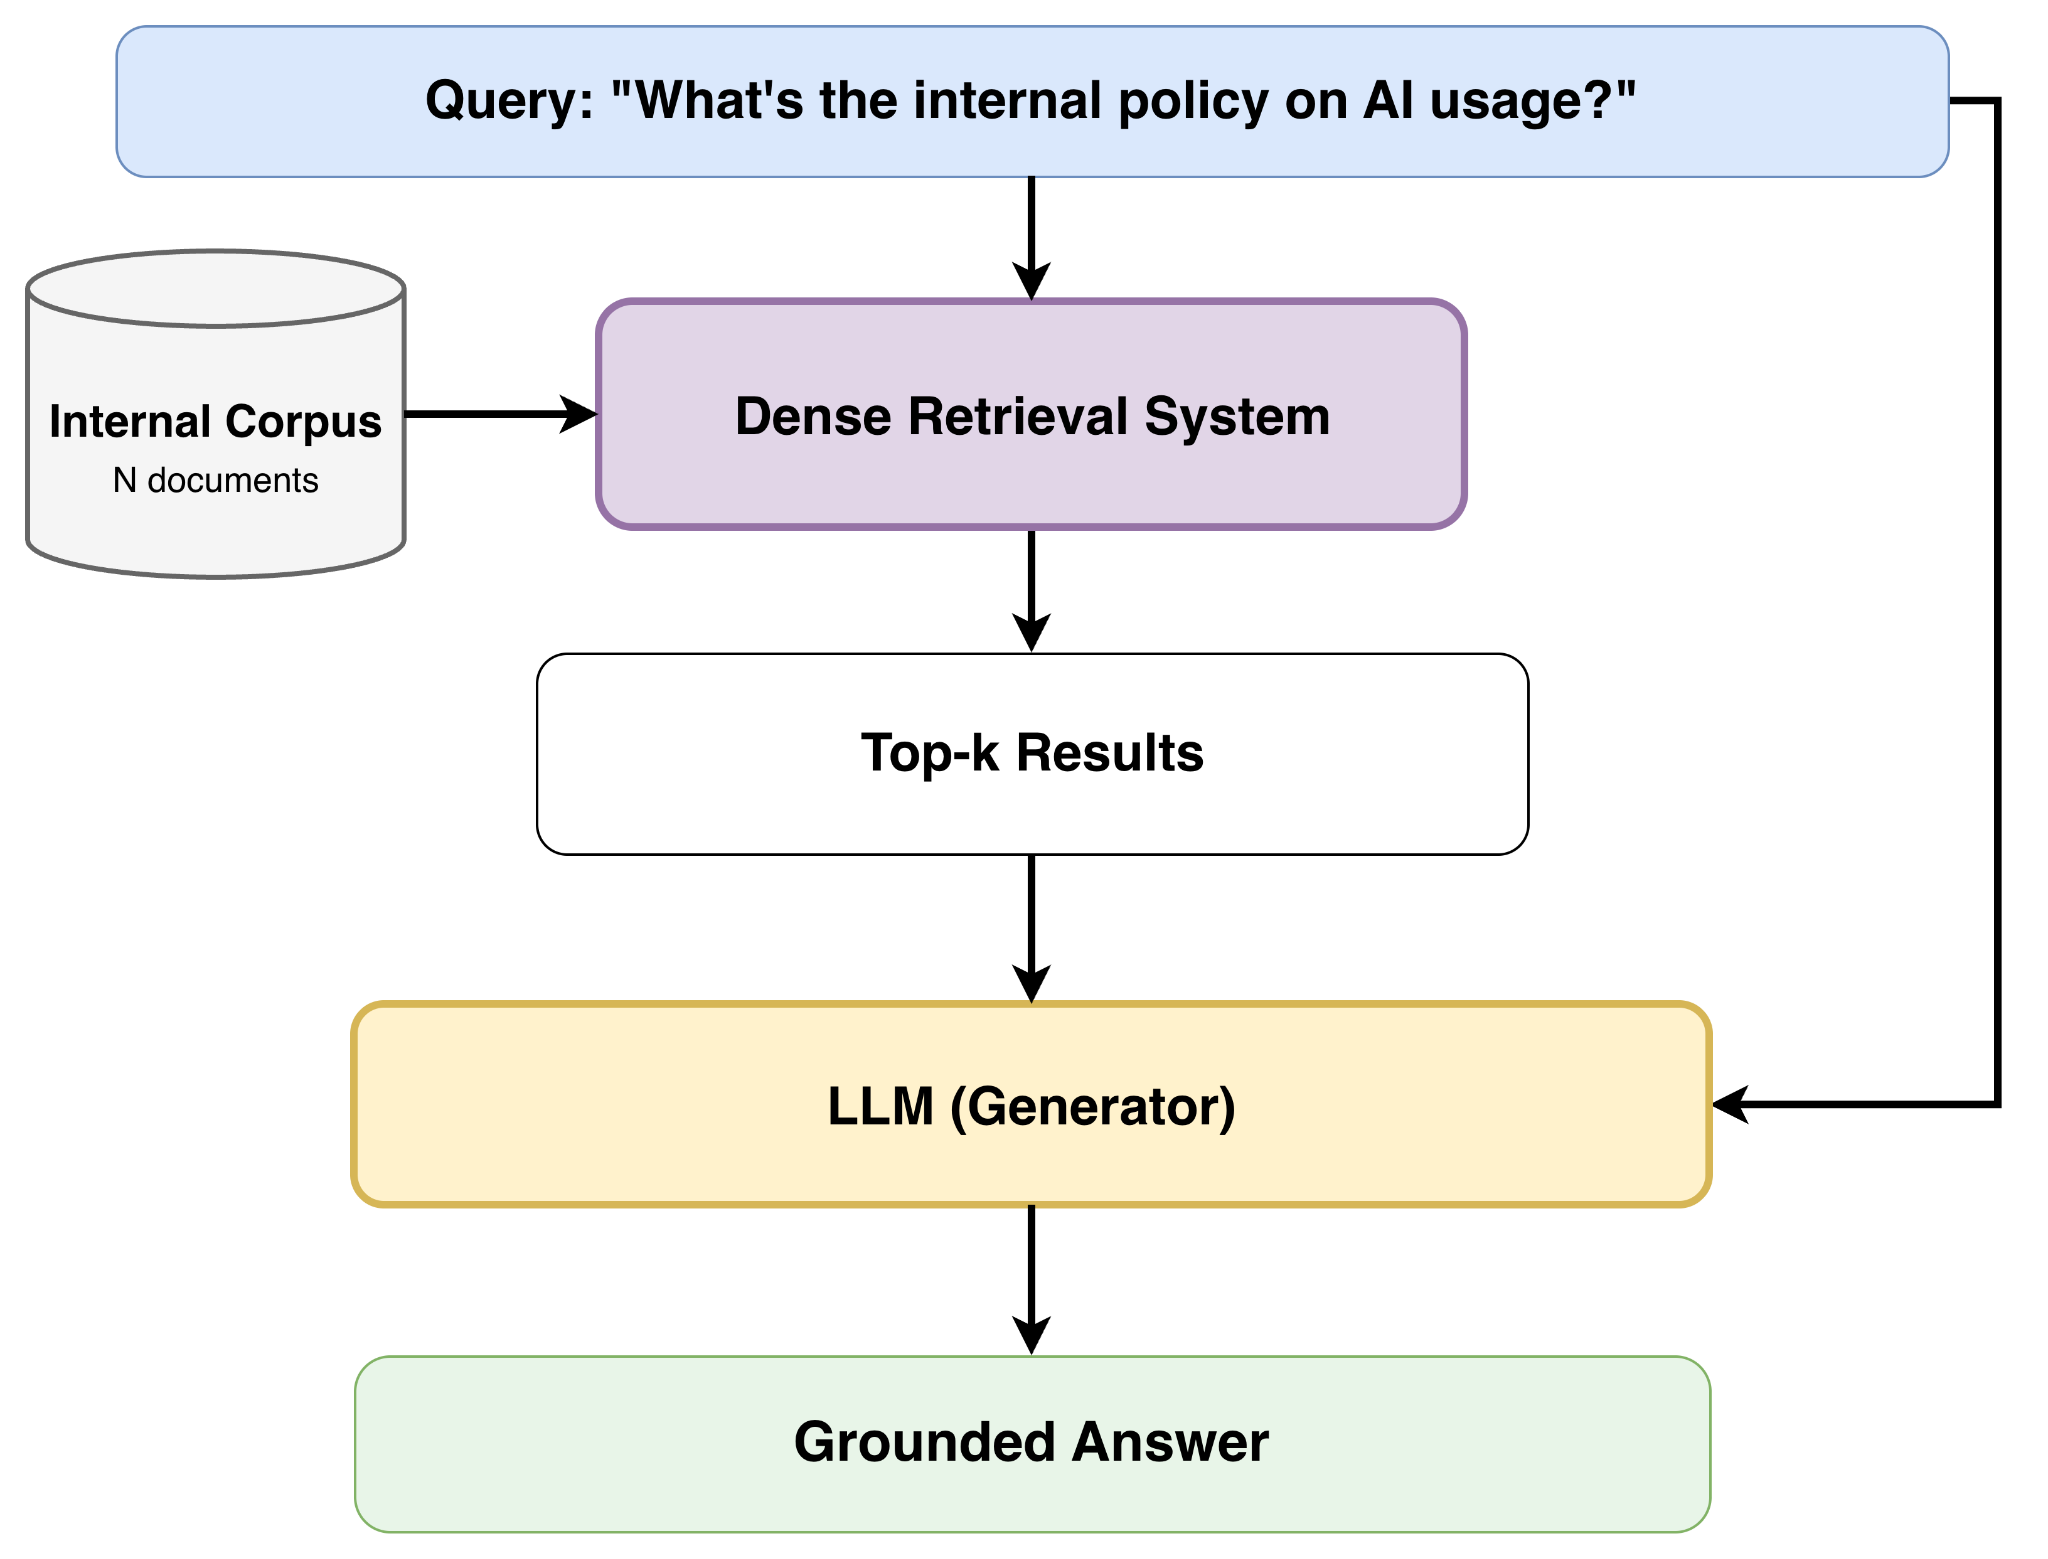 Query: "What's the internal policy on AI usage?"
Internal Corpus
N documents
Dense Retrieval System
Top-k Results
LLM (Generator)
Grounded Answer